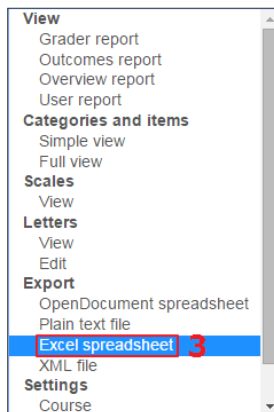 View
Grader report
Outcomes report
Overview report
User report
Categories and items
Simple view
Full view
Scales
View
Letters
View
Edit
Export
OpenDocument spreadsheet
Plain text file
Excel spreadsheet 3
XML file
Settings
Course